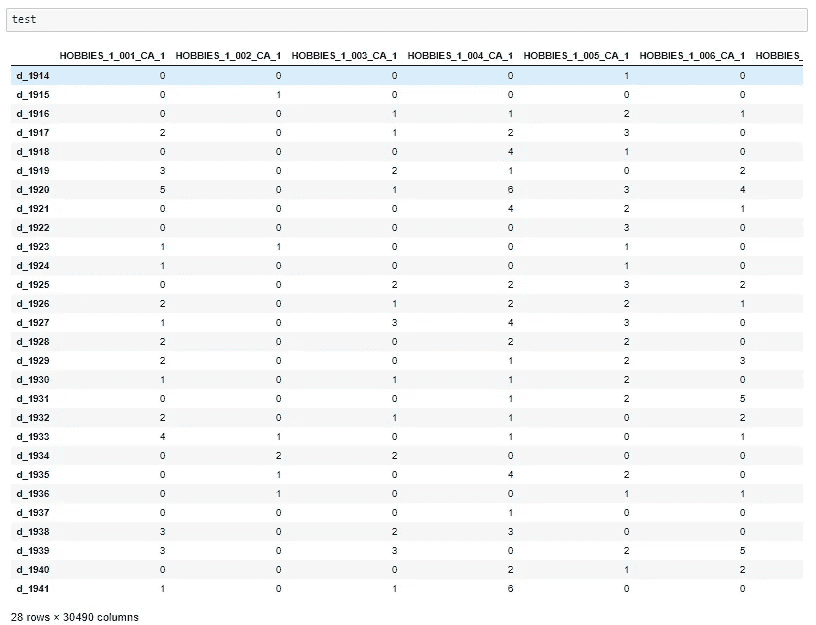 test
HOBBIES_1_001_CA_1 HOBBIES_1_002_CA_1 HOBBIES_1_003_CA_1 HOBBIES_1_004_CA_1 HOBBIES_1_005_CA_1 HOBBIES_1_006_CA_1 HOBBIES_
d_1914 0 0 0 0 1 0
d_1915 0 1 0 0 0 0
d_1916 0 0 1 1 2 1
d_1917 2 0 1 2 3 0
d_1918 0 0 0 4 1 0
d_1919 3 0 2 1 0 2
d_1920 5 0 1 6 3 4
d_1921 0 0 0 4 2 1
d_1922 0 0 0 0 3 0
d_1923 1 1 0 0 1 0
d_1924 1 0 0 0 1 0
d_1925 0 0 2 2 3 2
d_1926 2 0 1 2 2 1
d_1927 1 0 3 4 3 0
d_1928 2 0 0 2 2 0
d_1929 2 0 0 1 2 3
d_1930 1 0 1 1 2 0
d_1931 0 0 0 1 2 5
d_1932 2 0 1 1 0 2
d_1933 4 1 0 1 0 1
d_1934 0 2 2 0 0 0
d_1935 0 1 0 4 2 0
d_1936 0 1 0 0 1 1
d_1937 0 0 0 1 0 0
d_1938 3 0 2 3 0 0
d_1939 3 0 3 0 2 5
d_1940 0 0 0 2 1 2
d_1941 1 0 1 6 0 0
28 rows × 30490 columns